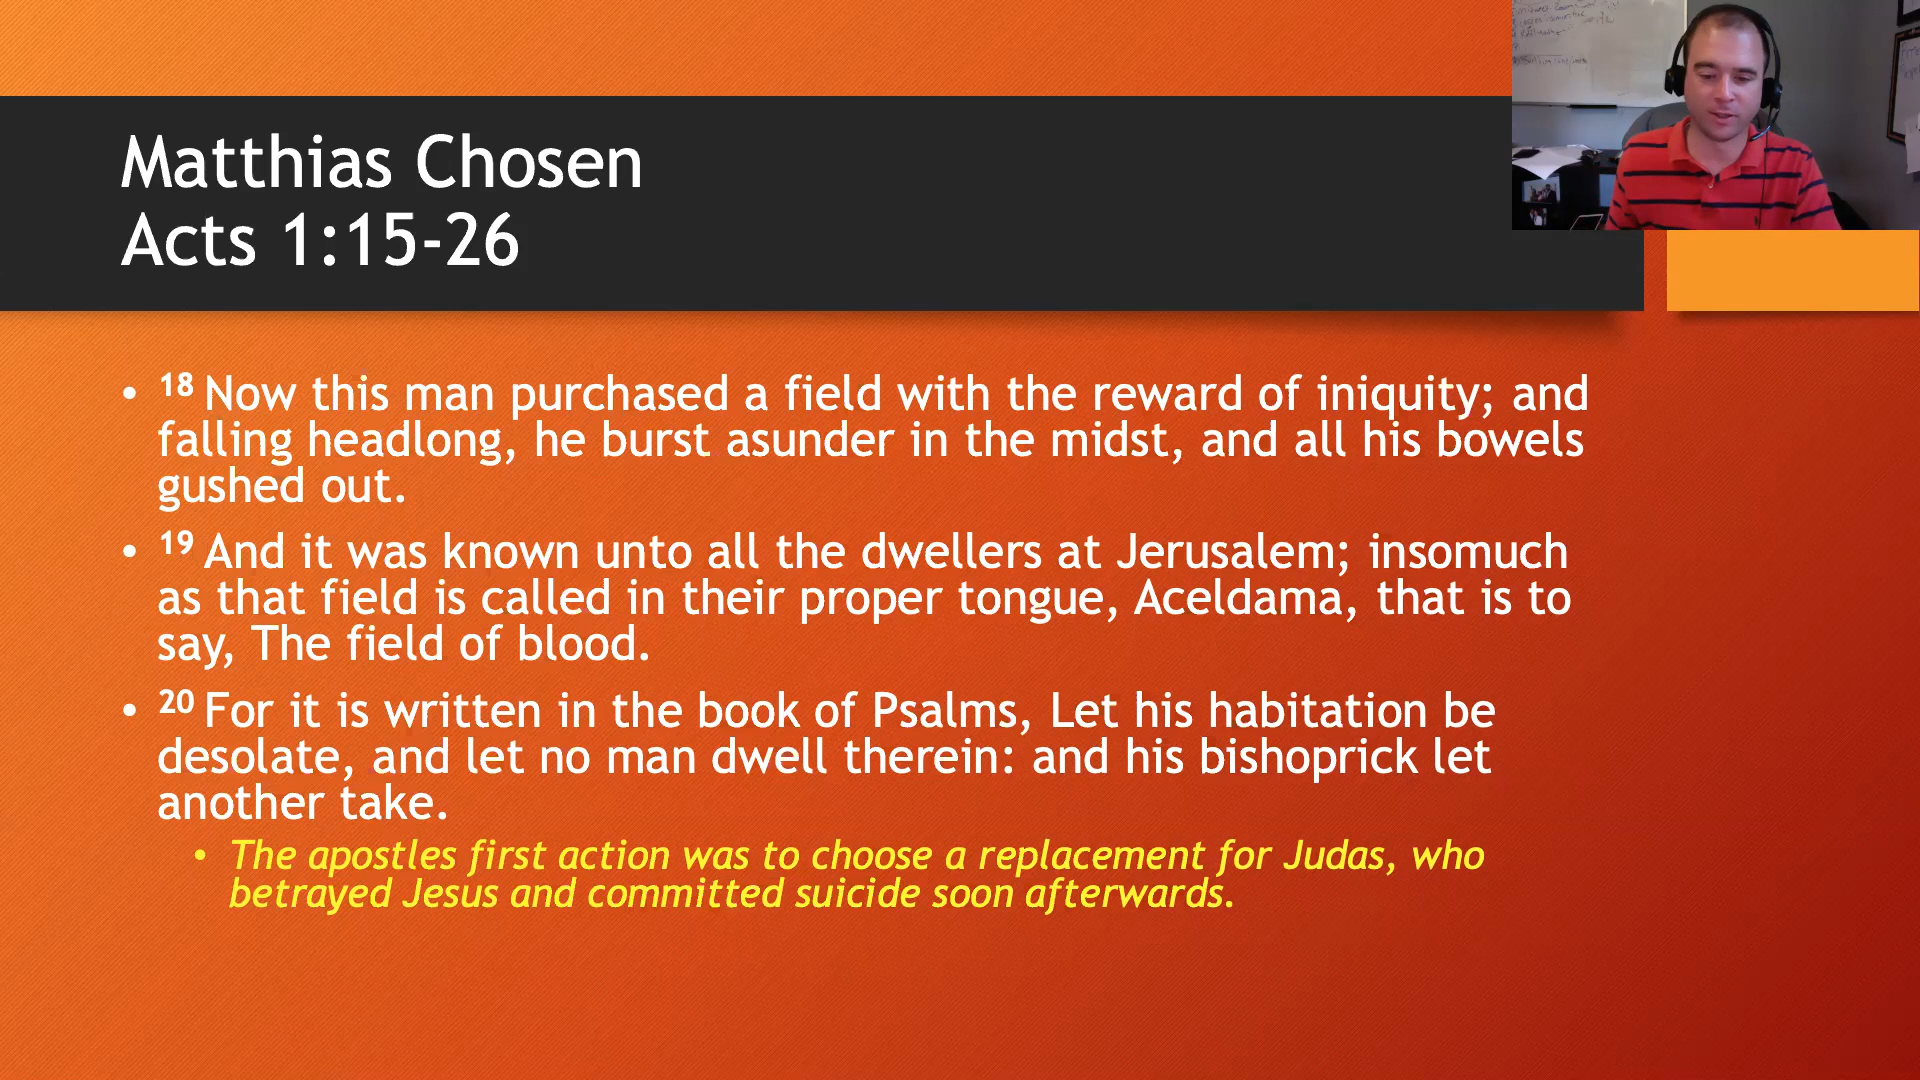 Matthias Chosen
Acts 1:15-26
• 18 Now this man purchased a field with the reward of iniquity; and
falling headlong, he burst asunder in the midst, and all his bowels
gushed out.
• 19 And it was known unto all the dwellers at Jerusalem; insomuch
as that field is called in their proper tongue, Aceldama, that is to
say, The field of blood.
• 20 For it is written in the book of Psalms, Let his habitation be
desolate, and let no man dwell therein: and his bishoprick let
another take.
• The apostles first action was to choose a replacement for Judas, who
betrayed Jesus and committed suicide soon afterwards.